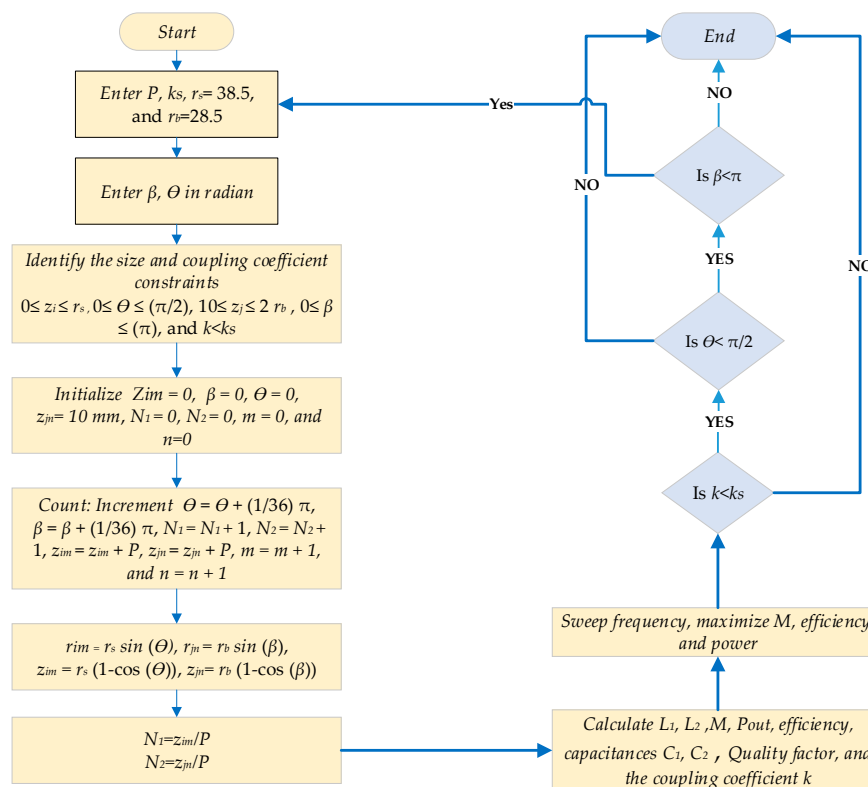 Start
Enter P, ks, rs= 38.5,
and rb=28.5
Enter β, ϴ in radian
Identify the size and coupling coefficient
constraints
0≤ zi ≤ rs , 0≤ ϴ ≤ (π/2), 10≤ zj ≤ 2 rb , 0≤ β
≤ (π), and k<ks
Initialize Zim = 0, β = 0, ϴ = 0,
zjn= 10 mm, N1 = 0, N2 = 0, m = 0, and
n=0
Count: Increment ϴ = ϴ + (1/36) π,
β = β + (1/36) π, N1 = N1 + 1, N2 = N2 +
1, zim = zim + P, zjn = zjn + P, m = m + 1,
and n = n + 1
rim = rs sin (ϴ), rjn = rb sin (β),
zim = rs (1-cos (ϴ)), zjn= rb (1-cos (β))
N1=zim/P
N2=zjn/P
Calculate L1, L2 ,M, Pout, efficiency,
capacitances C1, C2 , Quality factor, and
the coupling coefficient k
Sweep frequency, maximize M, efficiency
and power
Is k<ks
YES
NO
Is ϴ< π/2
YES
NO
Is β<π
Yes
NO
End